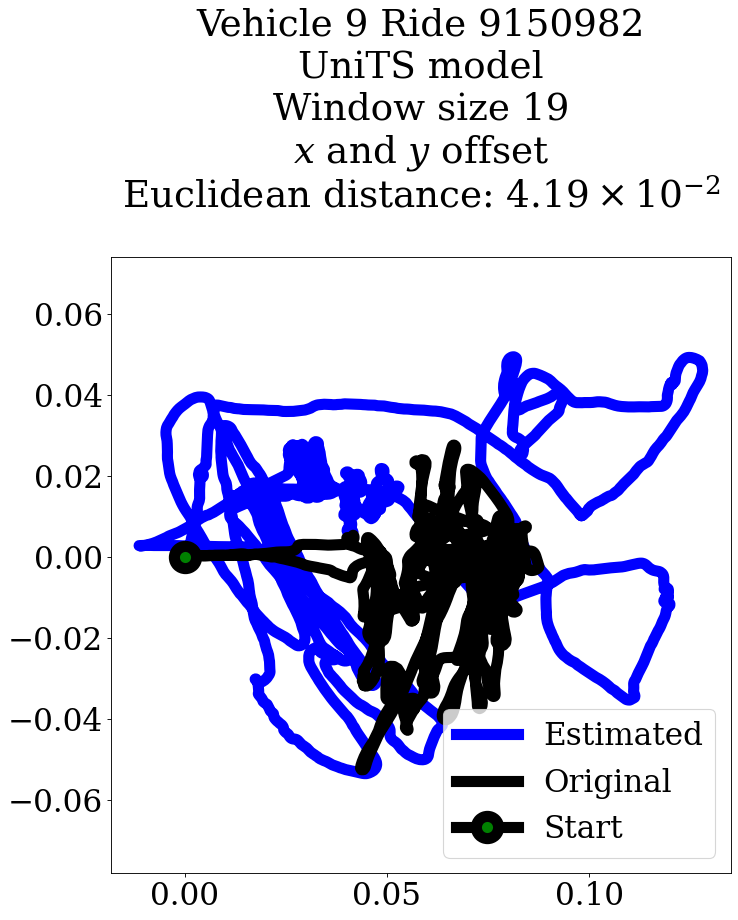 Vehicle 9 Ride 9150982
UniTS model
Window size 19
x and y offset
Euclidean distance: 4.19 × 10⁻²
0.06
0.04
0.02
0.00
−0.02
−0.04
−0.06
Estimated
Original
Start
0.00 0.05 0.10